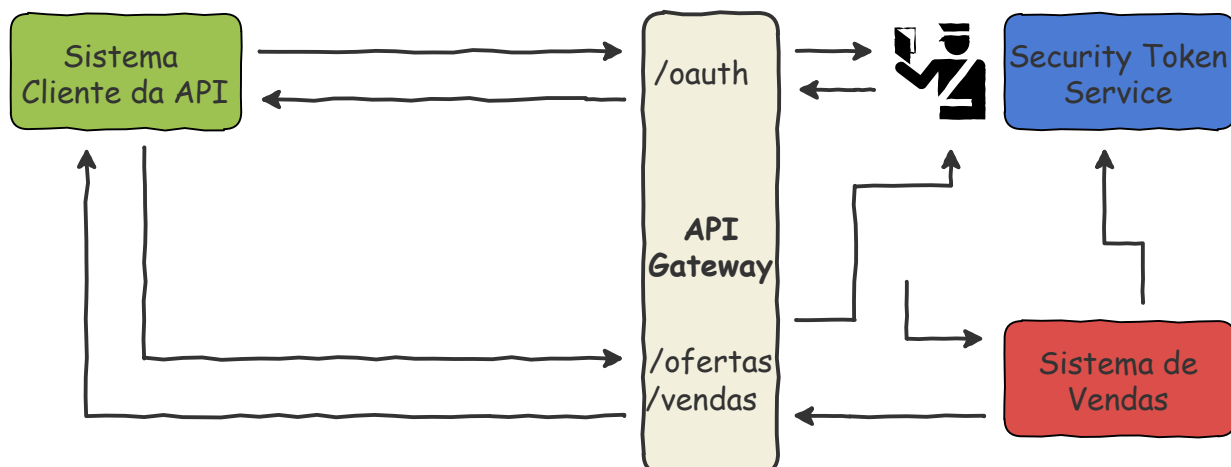 Sistema
Cliente da API
/oauth
Security Token
Service
API
Gateway
/ofertas
/vendas
Sistema de
Vendas